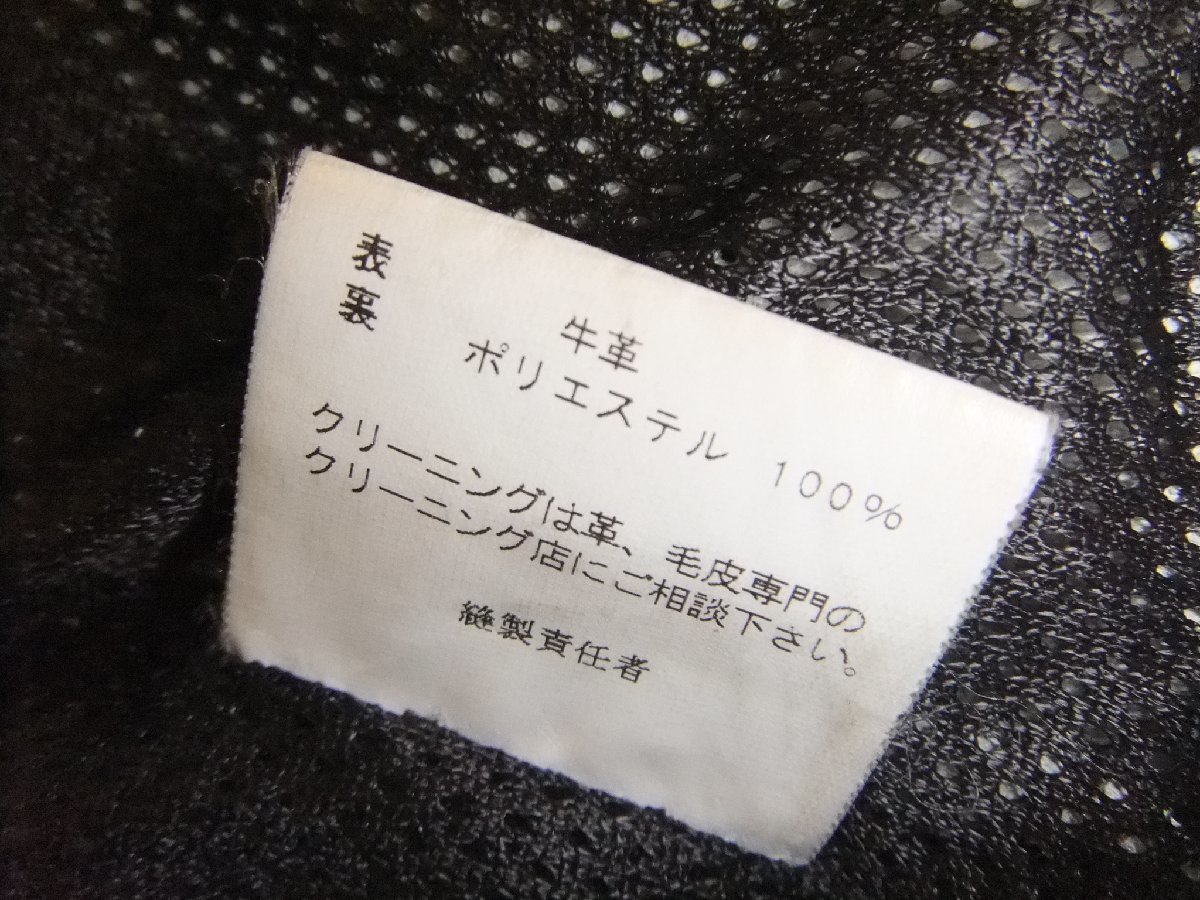 表 牛革
裏 ポリエステル 100%
クリーニングは革、毛皮専門の
クリーニング店にご相談下さい。
縫製責任者